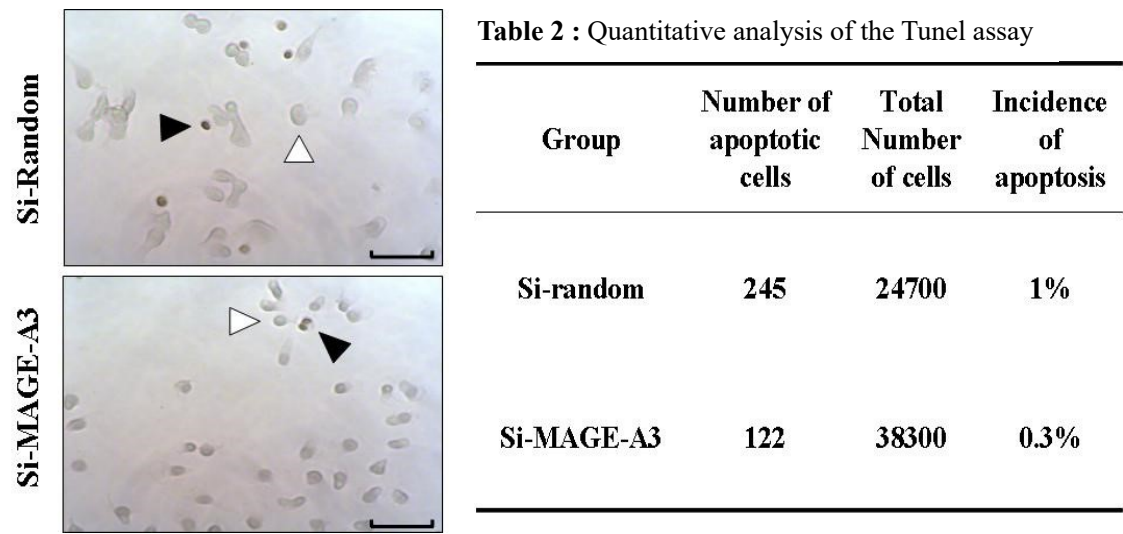 Si-Random
Si-MAGE-A3
Table 2 : Quantitative analysis of the Tunel assay
Group
Number of
apoptotic
cells
Total
Number
of cells
Incidence
of
apoptosis
Si-random 245 24700 1%
Si-MAGE-A3 122 38300 0.3%